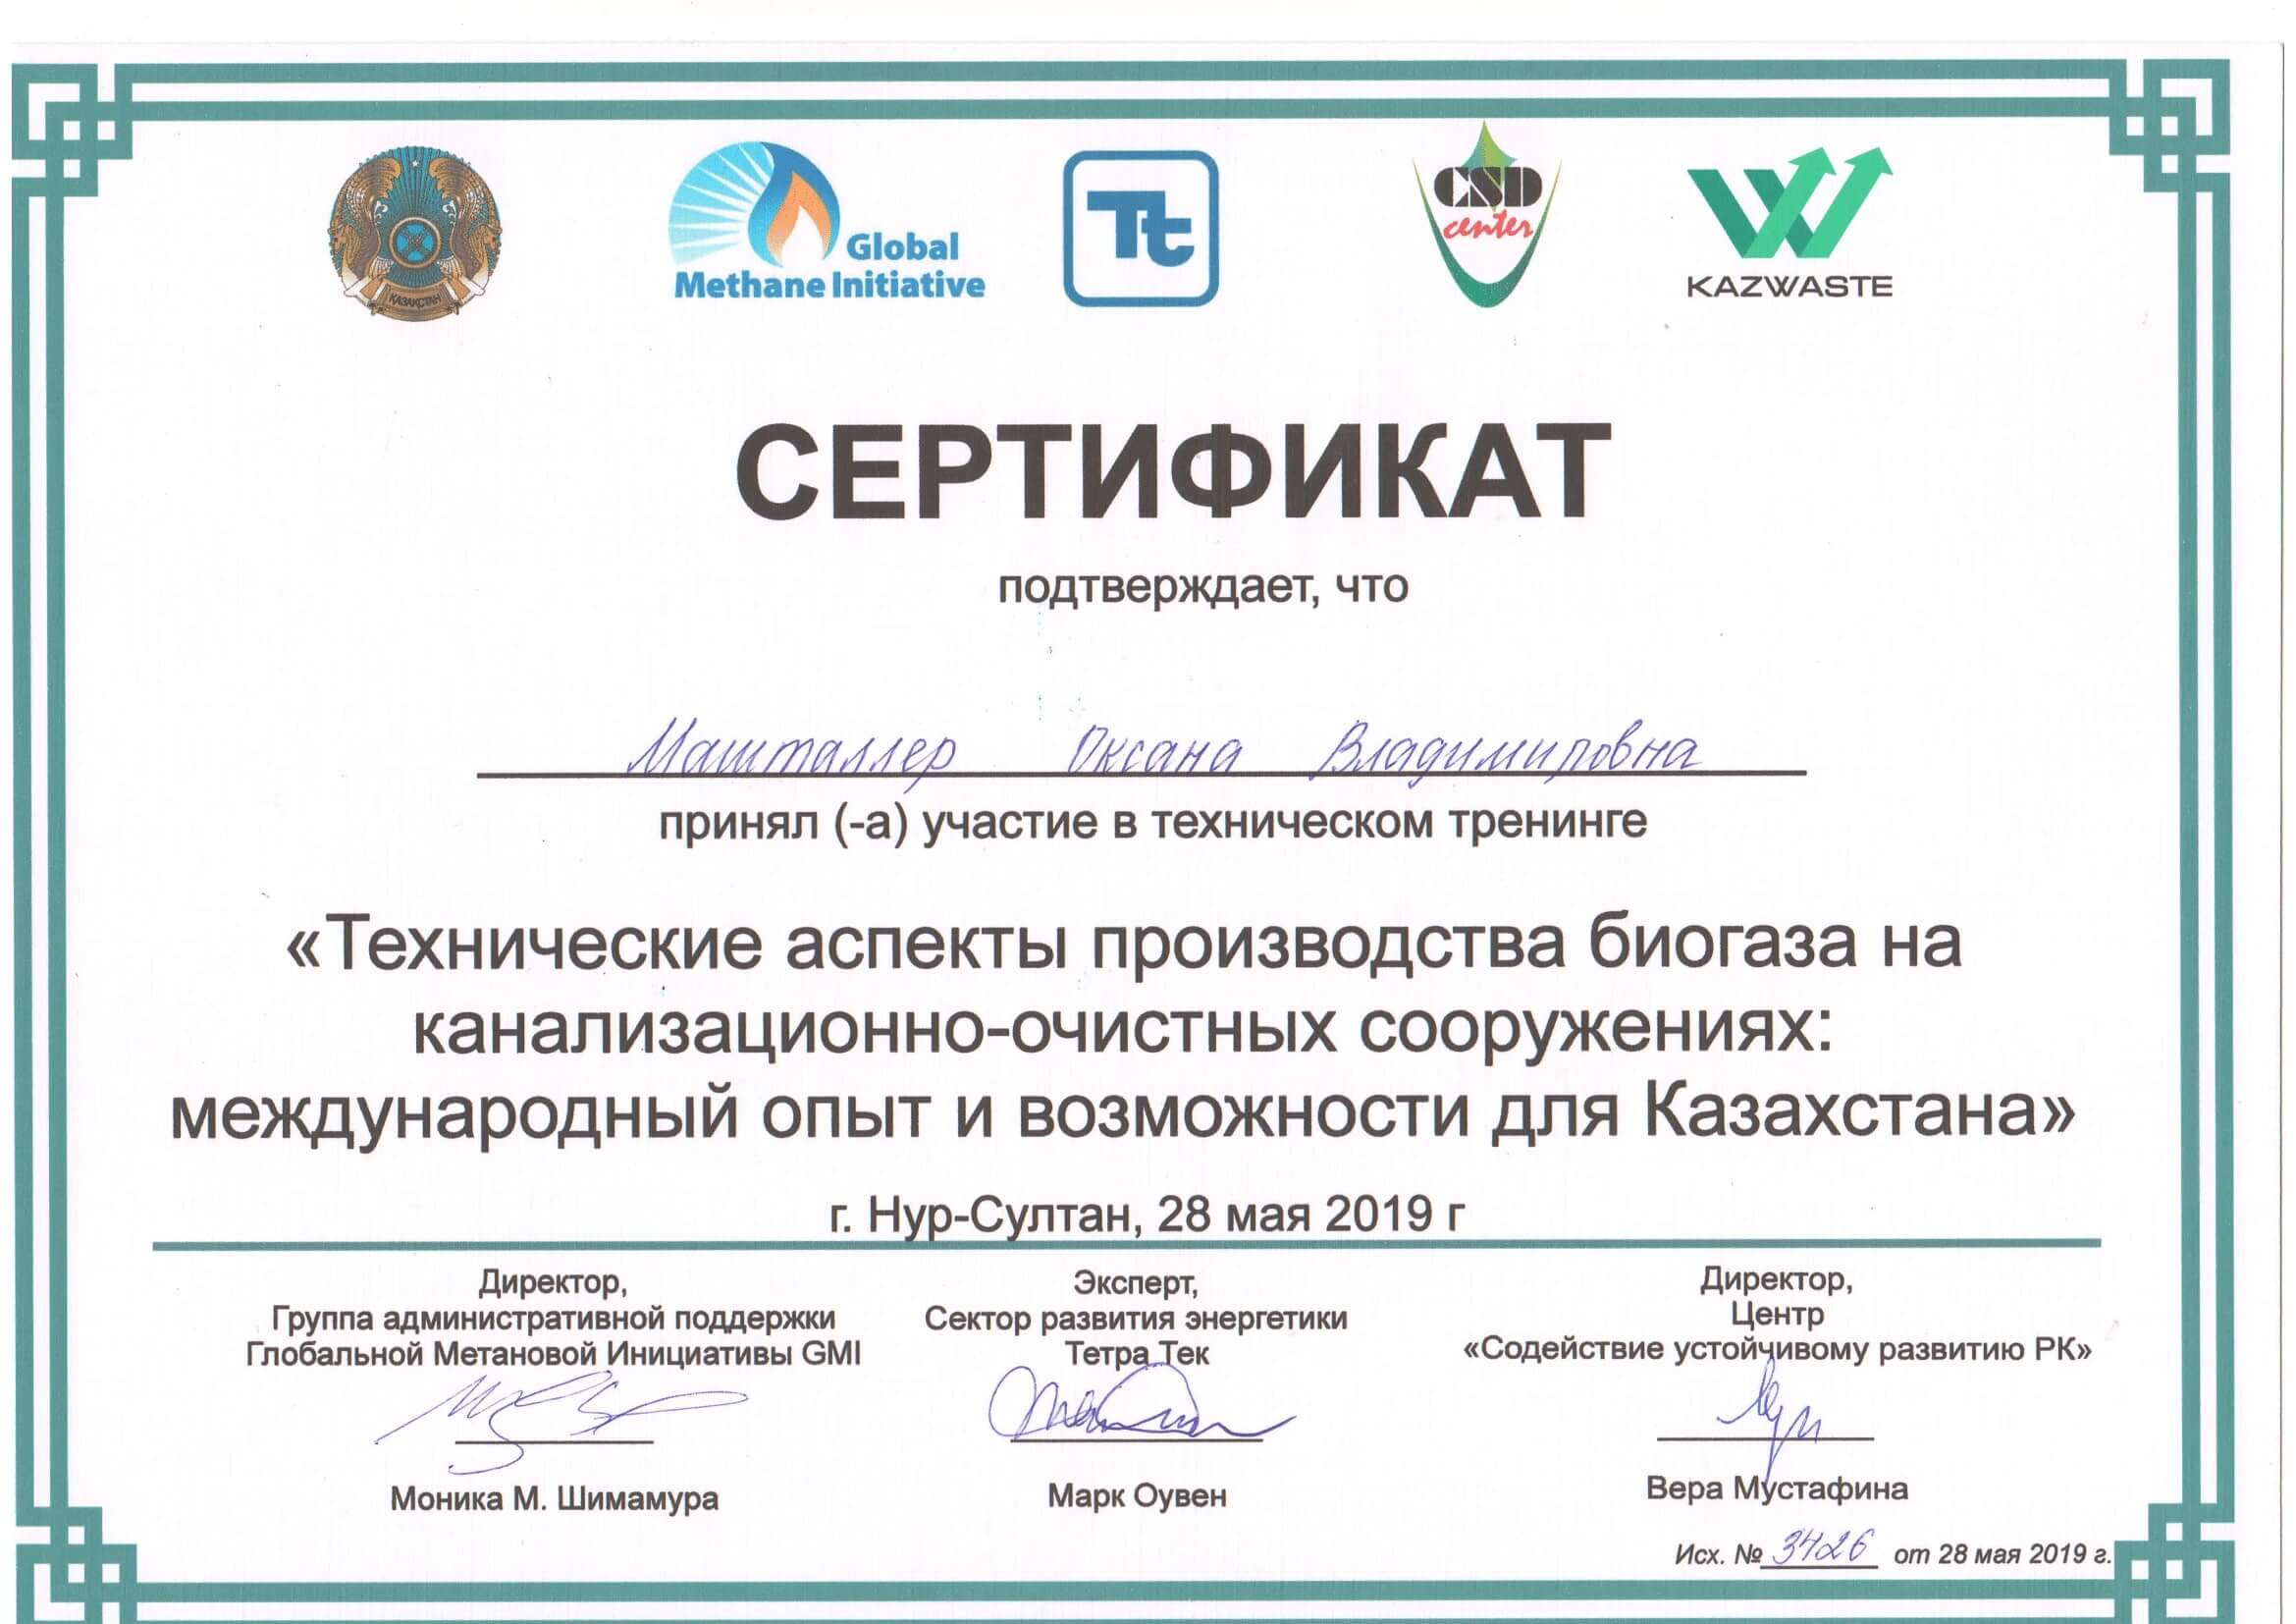 ҚАЗАҚСТАН
Global
Methane Initiative
Tt
CSD
center
KAZWASTE
СЕРТИФИКАТ
подтверждает, что
Машталлер Оксана Владимировна
принял (-а) участие в техническом тренинге
«Технические аспекты производства биогаза на
канализационно-очистных сооружениях:
международный опыт и возможности для Казахстана»
г. Нур-Султан, 28 мая 2019 г
Директор,
Группа административной поддержки
Глобальной Метановой Инициативы GMI
Моника М. Шимамура
Эксперт,
Сектор развития энергетики
Тетра Тек
Марк Оувен
Директор,
Центр
«Содействие устойчивому развитию РК»
Вера Мустафина
Исх. № 3426 от 28 мая 2019 г.